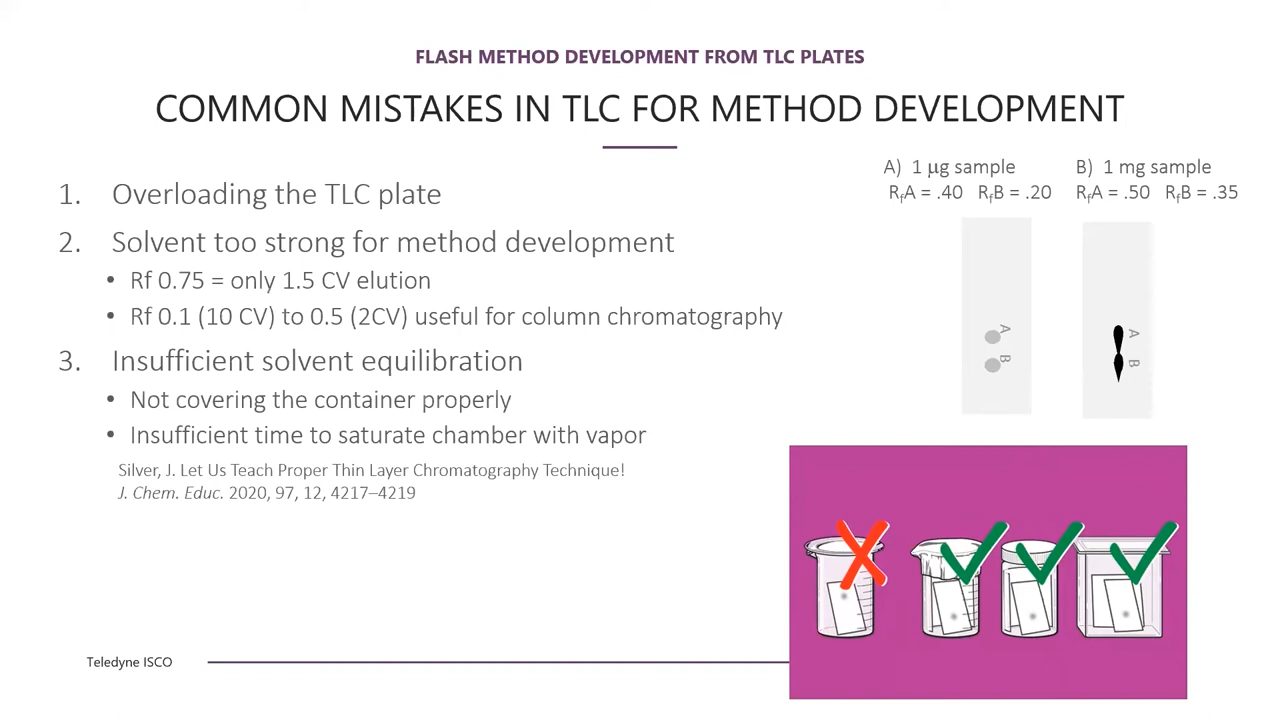 FLASH METHOD DEVELOPMENT FROM TLC PLATES
COMMON MISTAKES IN TLC FOR METHOD DEVELOPMENT
1. Overloading the TLC plate
2. Solvent too strong for method development
• Rf 0.75 = only 1.5 CV elution
• Rf 0.1 (10 CV) to 0.5 (2CV) useful for column chromatography
3. Insufficient solvent equilibration
• Not covering the container properly
• Insufficient time to saturate chamber with vapor
Silver, J. Let Us Teach Proper Thin Layer Chromatography Technique!
J. Chem. Educ. 2020, 97, 12, 4217–4219
A) 1 µg sample
RfA = .40 RfB = .20
B) 1 mg sample
RfA = .50 RfB = .35
A
B
A
B
Teledyne ISCO